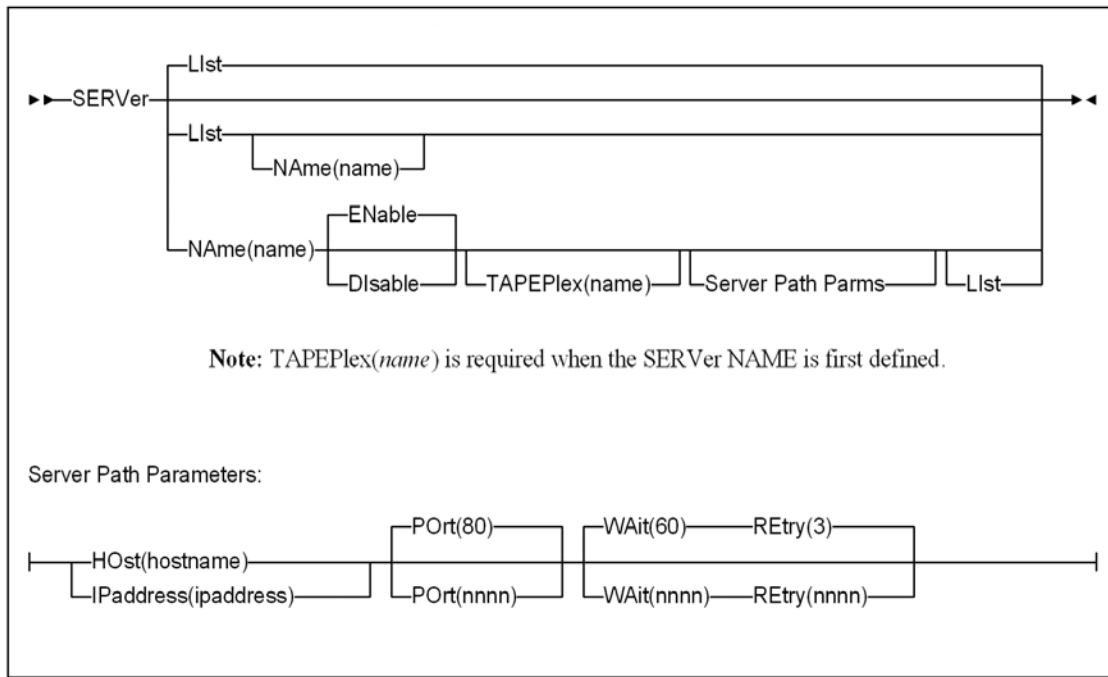 LIst
SERVer
LIst
NAme(name)
ENable
NAme(name)
DIsable TAPEPlex(name) Server Path Parms LIst
Note: TAPEPlex(name) is required when the SERVer NAME is first defined.
Server Path Parameters:
POrt(80) WAit(60) REtry(3)
HOst(hostname)
IPaddress(ipaddress) POrt(nnnn) WAit(nnnn) REtry(nnnn)